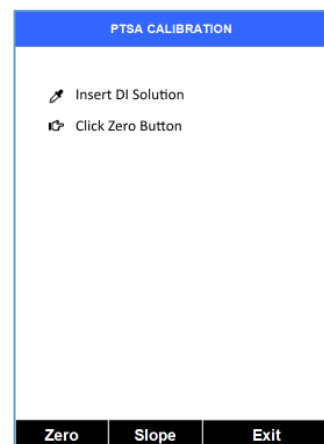 PTSA CALIBRATION
Insert DI Solution
Click Zero Button
Zero Slope Exit